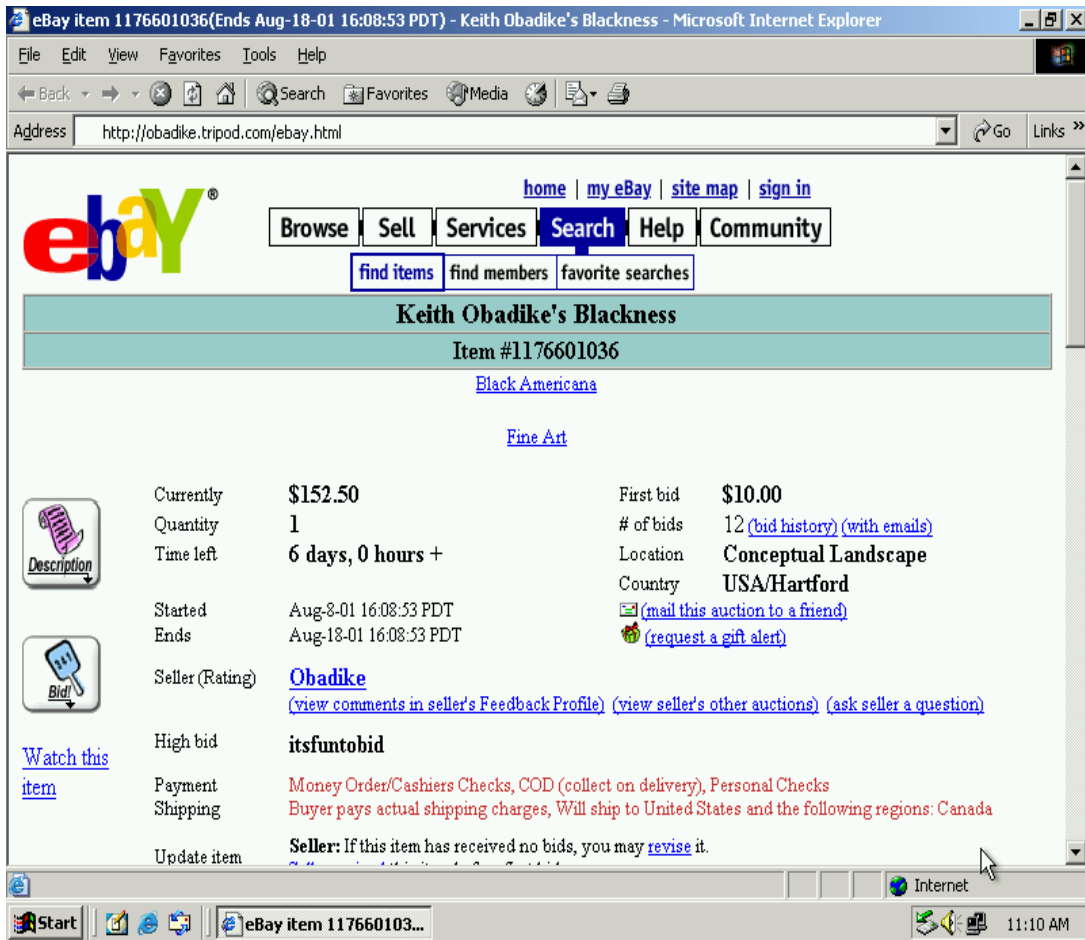 eBay item 1176601036(Ends Aug-18-01 16:08:53 PDT) - Keith Obadike's Blackness - Microsoft Internet Explorer
File Edit View Favorites Tools Help
Back Search Favorites Media
Address http://obadike.tripod.com/ebay.html Go Links »
ebaY®
home | my eBay | site map | sign in
Browse Sell Services Search Help Community
find items find members favorite searches
Keith Obadike's Blackness
Item #1176601036
Black Americana
Fine Art
Currently $152.50 First bid $10.00
Quantity 1 # of bids 12 (bid history) (with emails)
Time left 6 days, 0 hours + Location Conceptual Landscape
Description
Country USA/Hartford
Started Aug-8-01 16:08:53 PDT (mail this auction to a friend)
Ends Aug-18-01 16:08:53 PDT (request a gift alert)
Seller (Rating) Obadike
Bid!
(view comments in seller's Feedback Profile) (view seller's other auctions) (ask seller a question)
High bid itsfuntobid
Watch this
item
Payment Money Order/Cashiers Checks, COD (collect on delivery), Personal Checks
Shipping Buyer pays actual shipping charges, Will ship to United States and the following regions: Canada
Update item Seller: If this item has received no bids, you may revise it.
Internet
Start eBay item 117660103... 11:10 AM